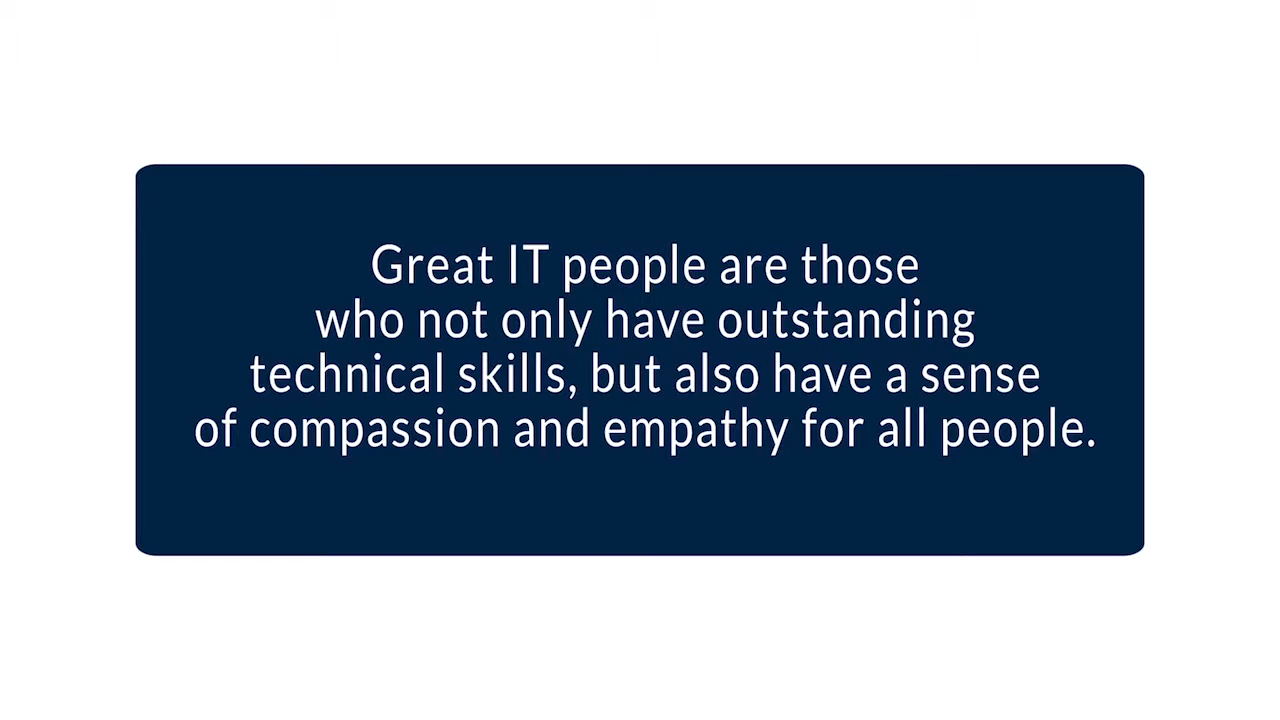 Great IT people are those
who not only have outstanding
technical skills, but also have a sense
of compassion and empathy for all people.